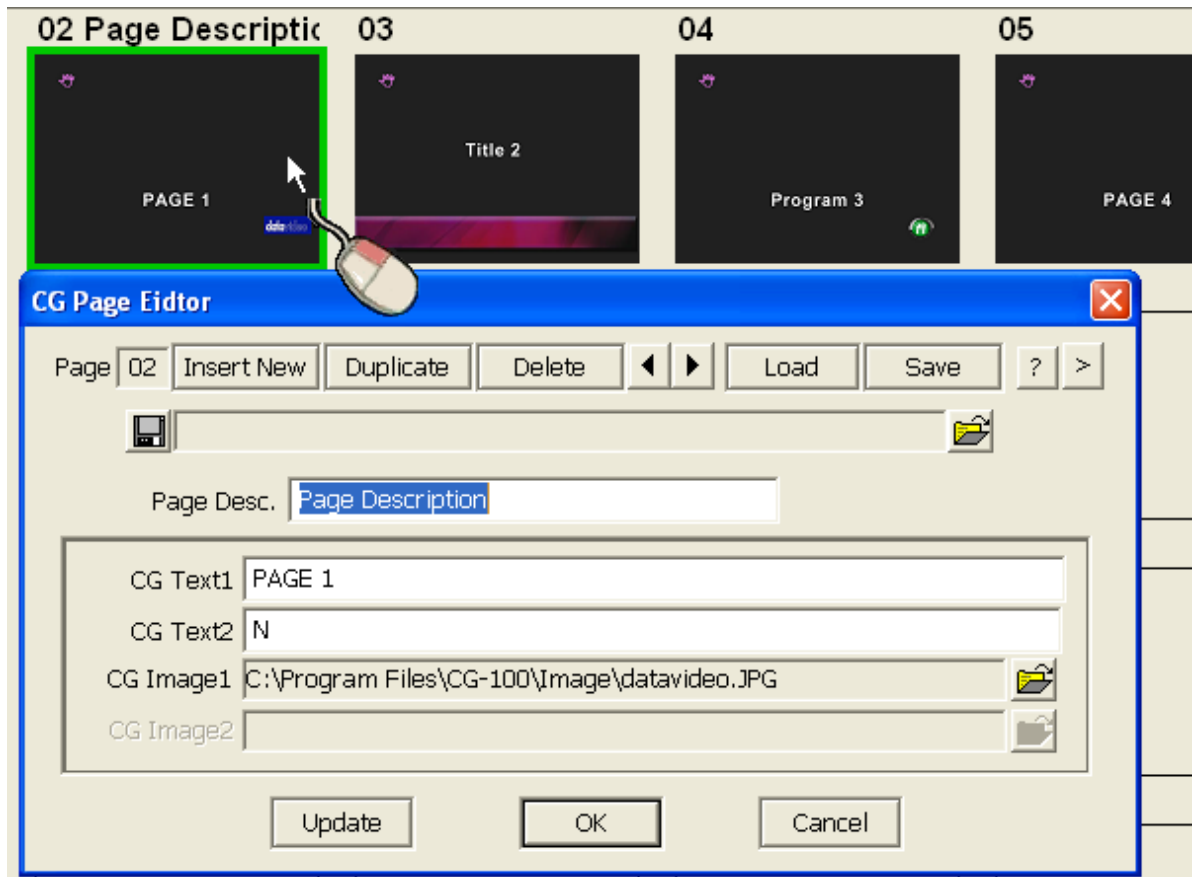 02 Page Descriptic 03 04 05
Title 2
PAGE 1 Program 3 PAGE 4
datavideo
CG Page Eidtor
Page 02 Insert New Duplicate Delete Load Save ? >
Page Desc. Page Description
CG Text1 PAGE 1
CG Text2 N
CG Image1 C:\Program Files\CG-100\Image\datavideo.JPG
CG Image2
Update OK Cancel